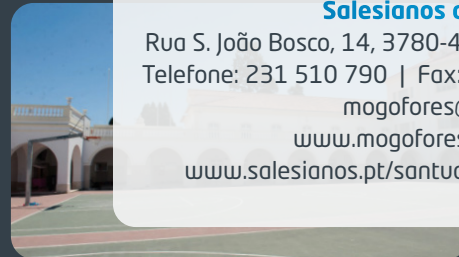 Salesianos
Rua S. João Bosco, 14, 3780-4
Telefone: 231 510 790 | Fax:
mogofores@
www.mogofores
www.salesianos.pt/santu